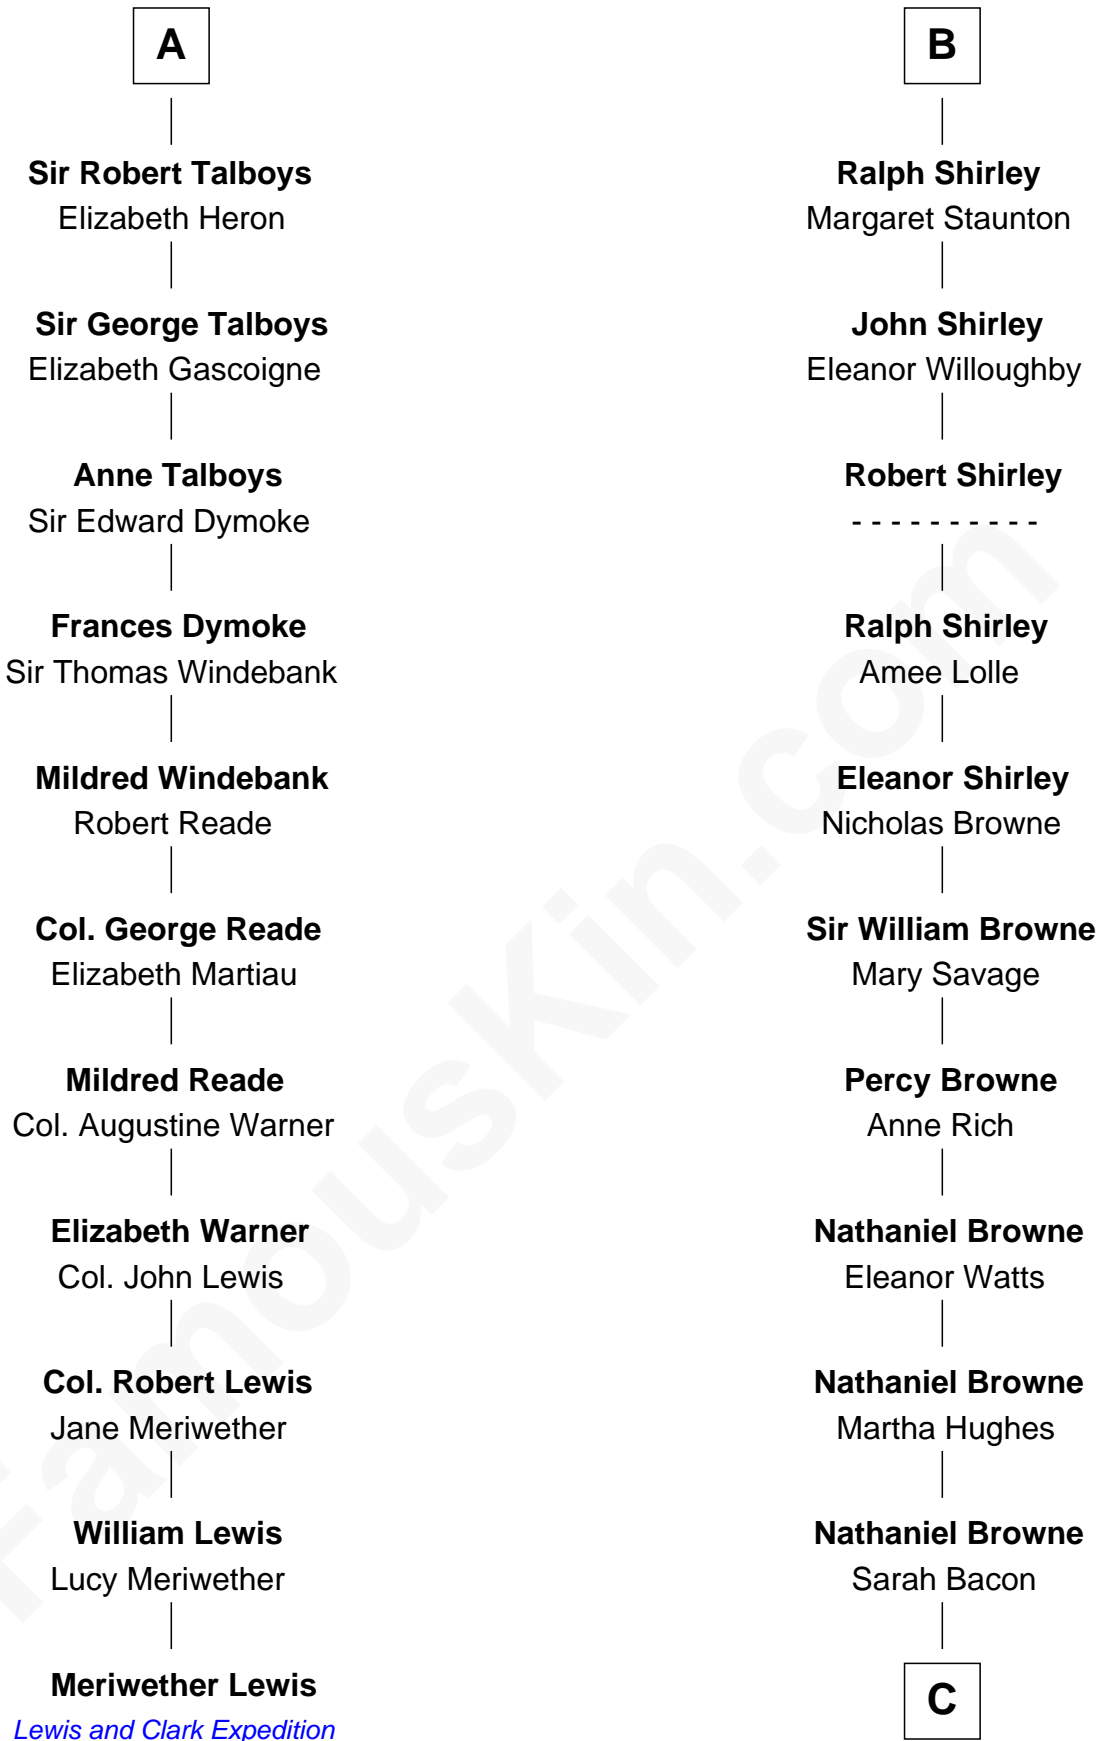 A
Sir Robert Talboys
Elizabeth Heron
Sir George Talboys
Elizabeth Gascoigne
Anne Talboys
Sir Edward Dymoke
Frances Dymoke
Sir Thomas Windebank
Mildred Windebank
Robert Reade
Col. George Reade
Elizabeth Martiau
Mildred Reade
Col. Augustine Warner
Elizabeth Warner
Col. John Lewis
Col. Robert Lewis
Jane Meriwether
William Lewis
Lucy Meriwether
Meriwether Lewis
Lewis and Clark Expedition
B
Ralph Shirley
Margaret Staunton
John Shirley
Eleanor Willoughby
Robert Shirley
- - - - - - - - - -
Ralph Shirley
Amee Lolle
Eleanor Shirley
Nicholas Browne
Sir William Browne
Mary Savage
Percy Browne
Anne Rich
Nathaniel Browne
Eleanor Watts
Nathaniel Browne
Martha Hughes
Nathaniel Browne
Sarah Bacon
C
FamousKin.com